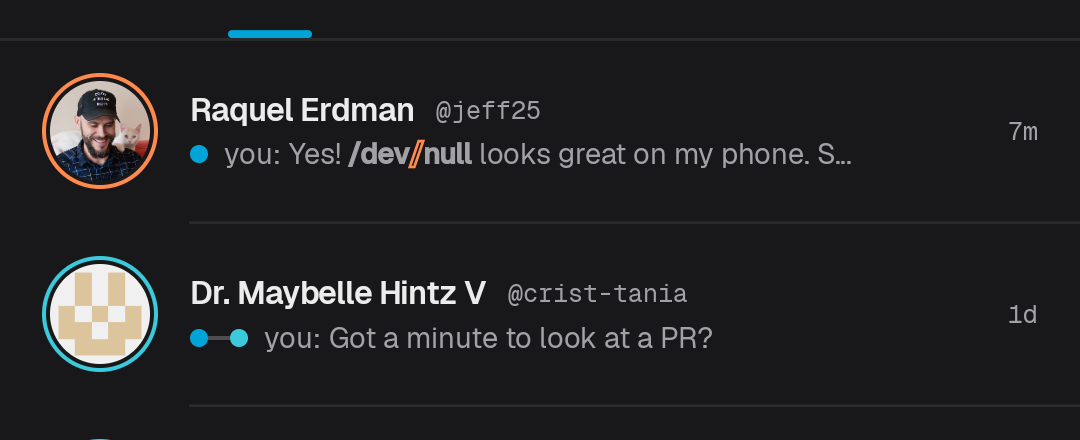 Raquel Erdman @jeff25
7m
you: Yes! /dev//null looks great on my phone. S...
Dr. Maybelle Hintz V @crist-tania
1d
you: Got a minute to look at a PR?